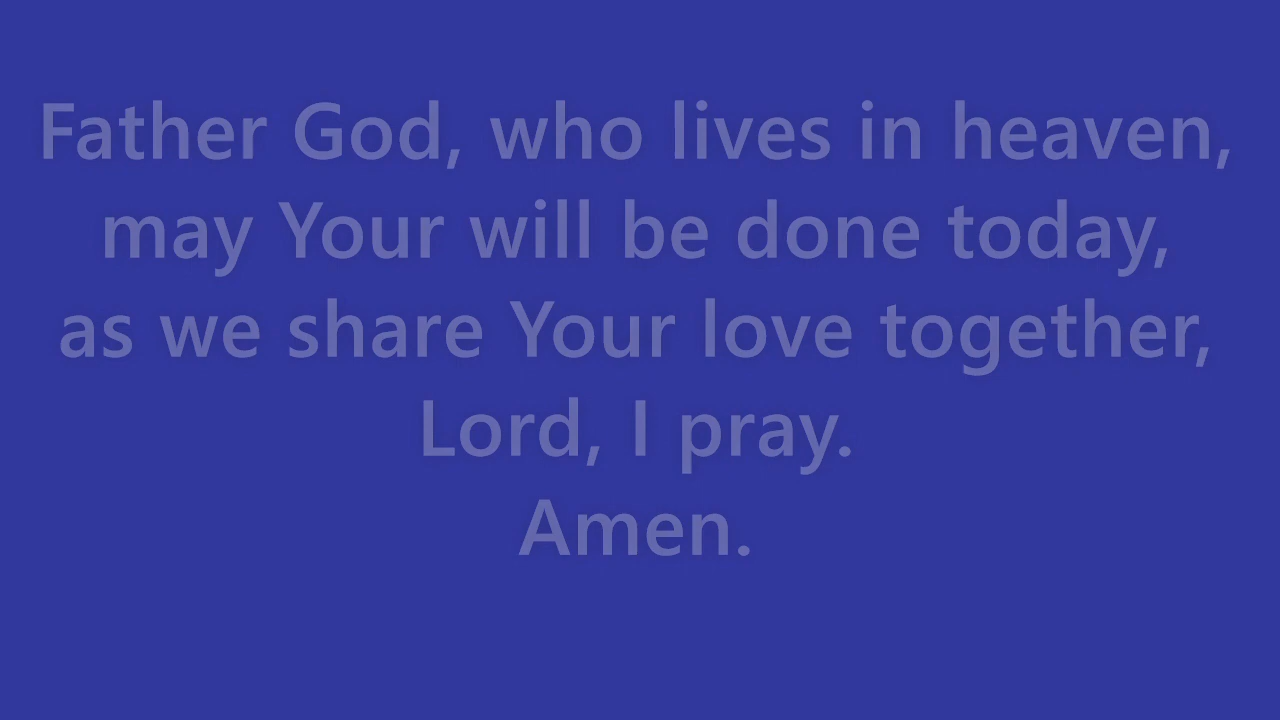 Father God, who lives in heaven,
may Your will be done today,
as we share Your love together,
Lord, I pray.
Amen.